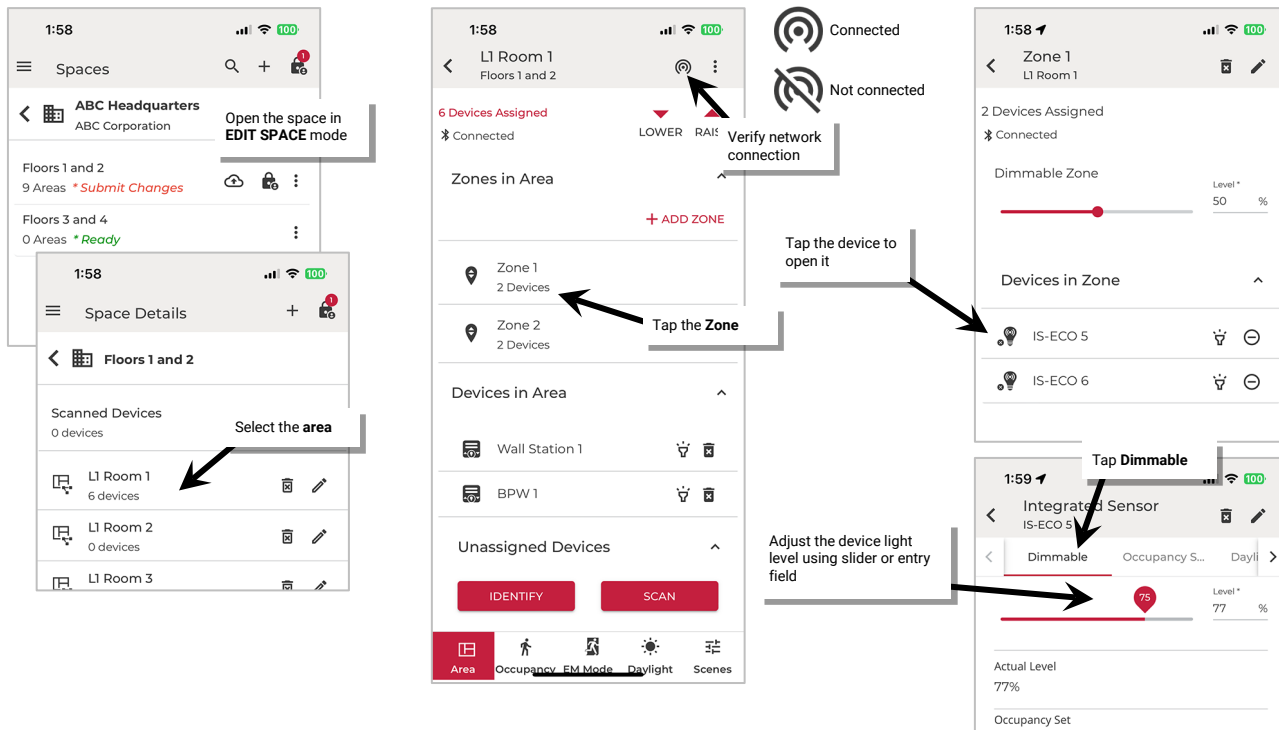 1:58
100
Spaces
1
ABC Headquarters
ABC Corporation
Open the space in
EDIT SPACE mode
Floors 1 and 2
9 Areas * Submit Changes
Floors 3 and 4
0 Areas * Ready
1:58
100
Space Details
1
Floors 1 and 2
Scanned Devices
0 devices
Select the area
L1 Room 1
6 devices
L1 Room 2
0 devices
L1 Room 3
1:58
100
L1 Room 1
Floors 1 and 2
6 Devices Assigned
Connected
LOWER
Connected
Not connected
Verify network
connection
Zones in Area
+ ADD ZONE
Zone 1
2 Devices
Tap the Zone
Zone 2
2 Devices
Devices in Area
Wall Station 1
BPW 1
Unassigned Devices
IDENTIFY
SCAN
Area
Occupancy
EM Mode
Daylight
Scenes
1:58
100
Zone 1
L1 Room 1
2 Devices Assigned
Connected
Dimmable Zone
Level *
50 %
Tap the device to
open it
Devices in Zone
IS-ECO 5
IS-ECO 6
Tap Dimmable
1:59
100
Integrated Sensor
IS-ECO 5
Dimmable
Occupancy S...
Adjust the device light
level using slider or entry
field
75
Level *
77 %
Actual Level
77%
Occupancy Set